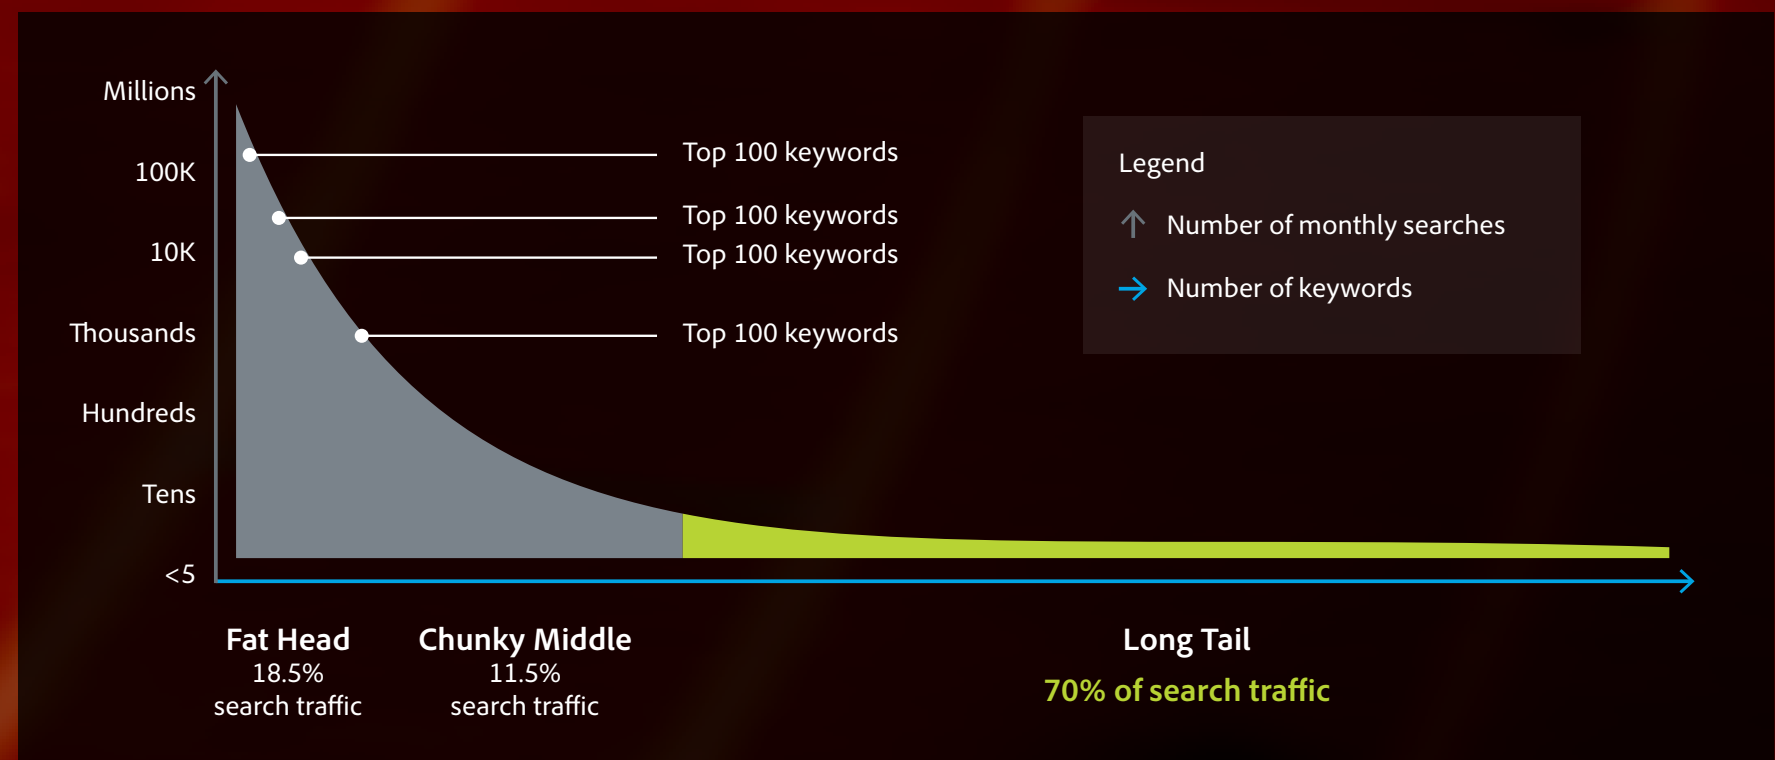 Millions
100K
10K
Thousands
Hundreds
Tens
<5
Top 100 keywords
Top 100 keywords
Top 100 keywords
Top 100 keywords
Legend
Number of monthly searches
Number of keywords
Fat Head
18.5%
search traffic
Chunky Middle
11.5%
search traffic
Long Tail
70% of search traffic